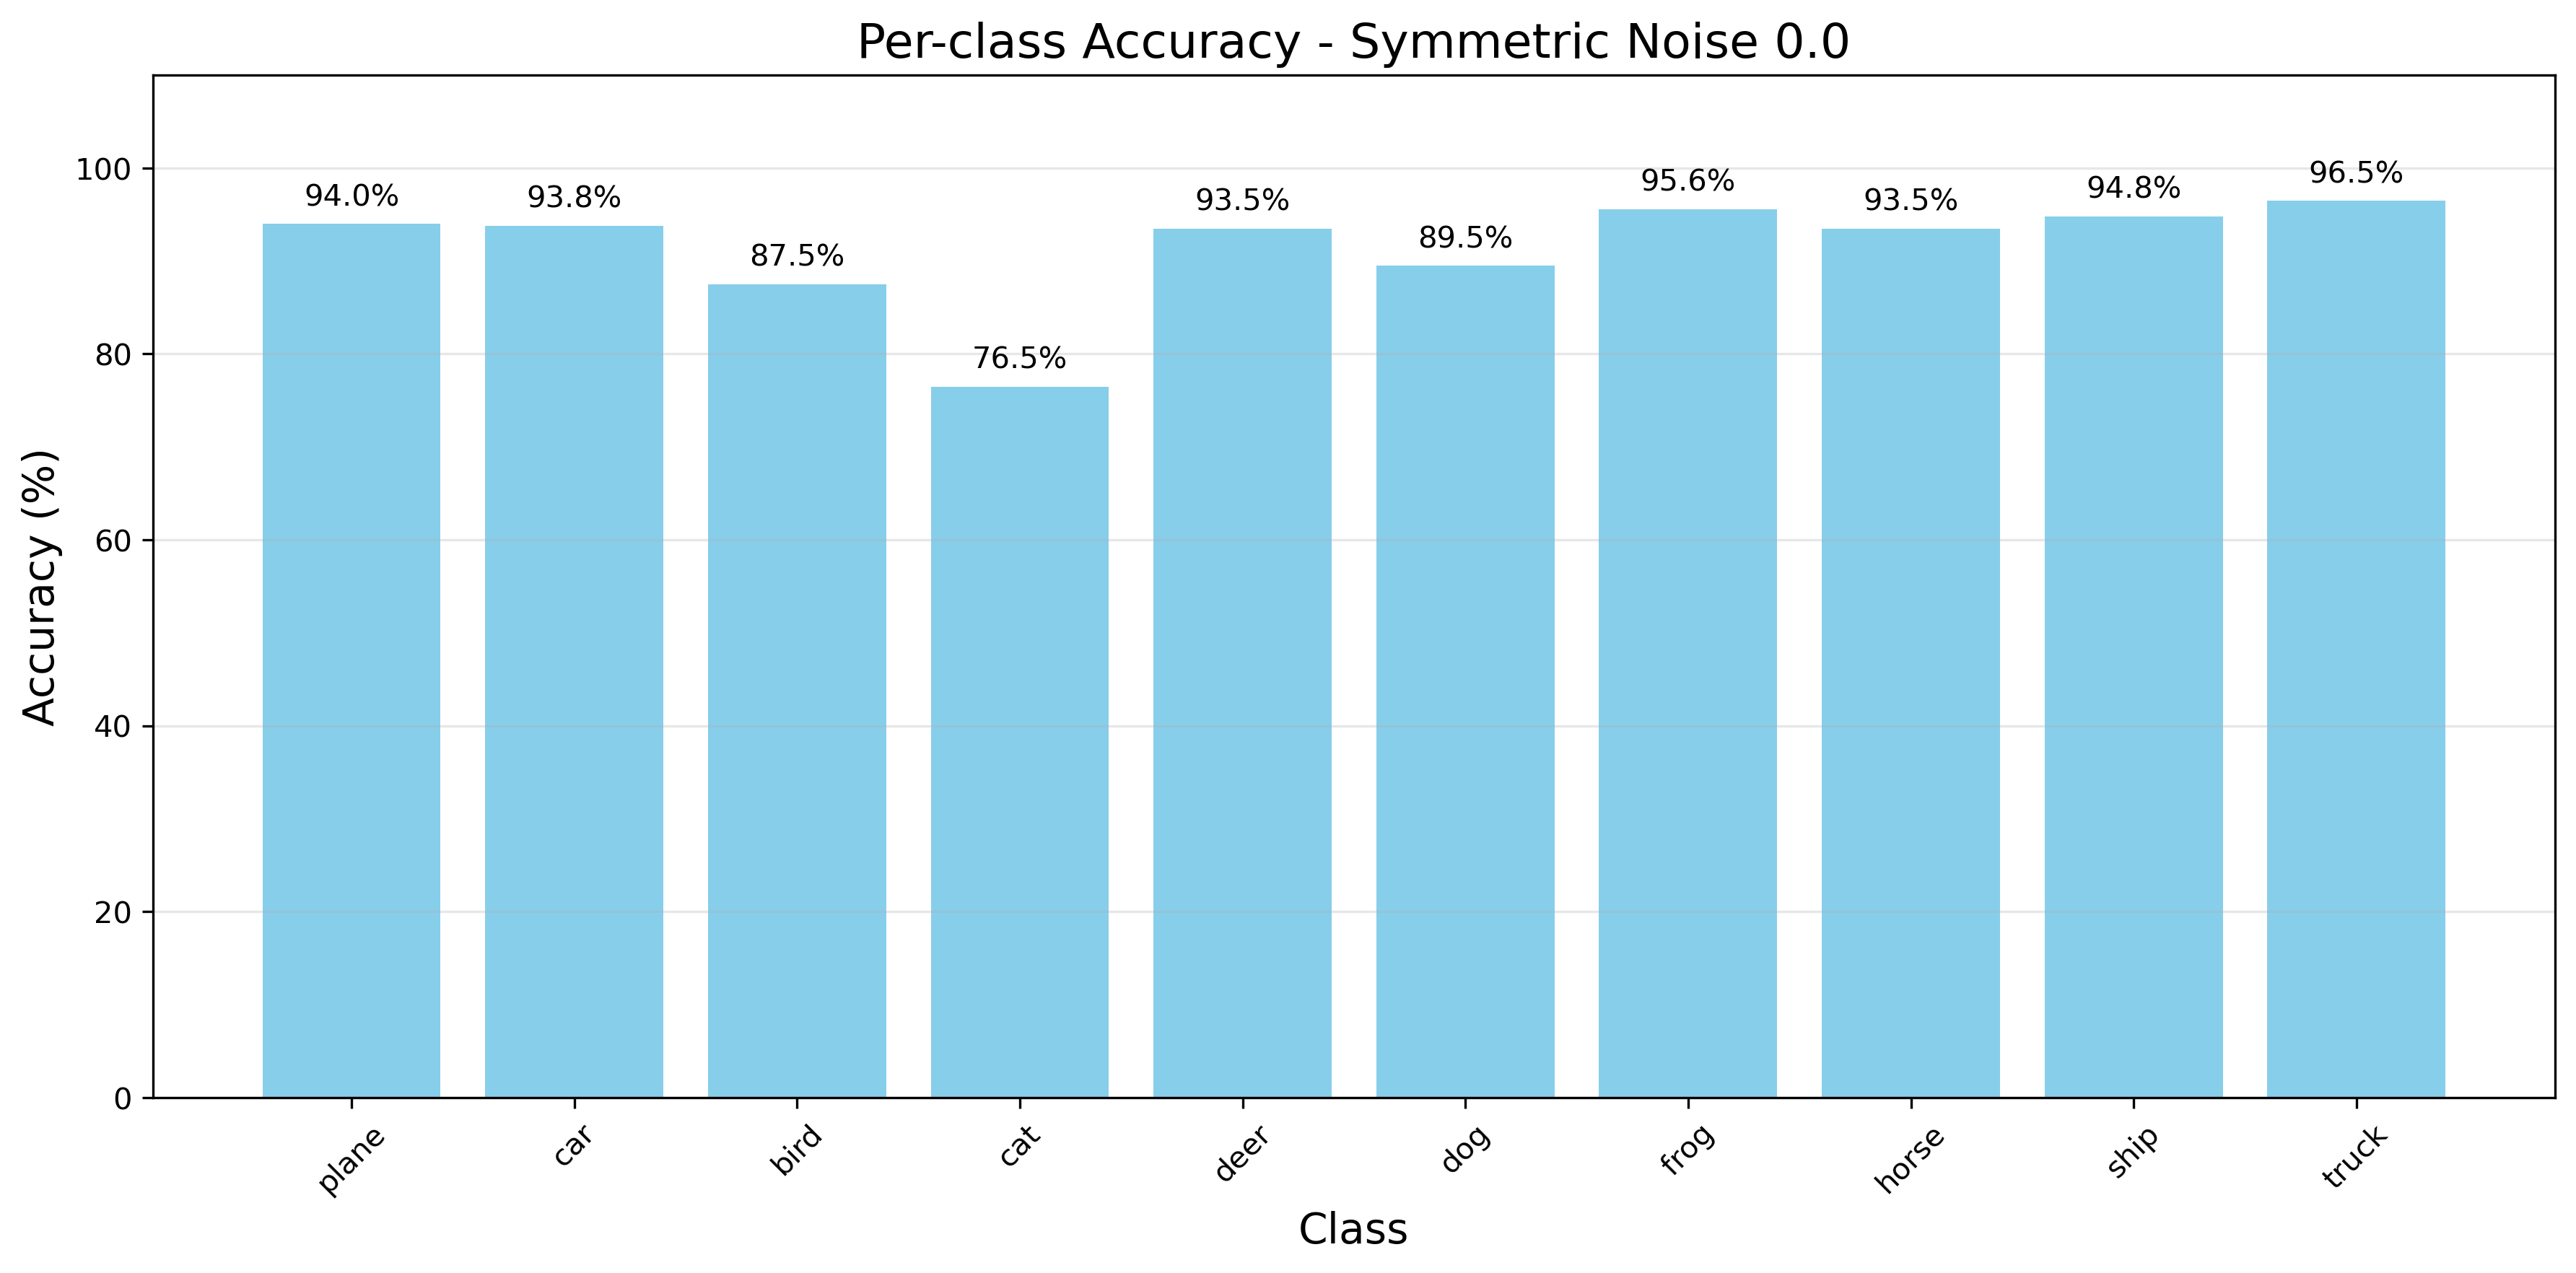 Per-class Accuracy - Symmetric Noise 0.0
Accuracy (%)
100
80
60
40
20
0
94.0%
93.8%
87.5%
76.5%
93.5%
89.5%
95.6%
93.5%
94.8%
96.5%
plane
car
bird
cat
deer
dog
frog
horse
ship
truck
Class